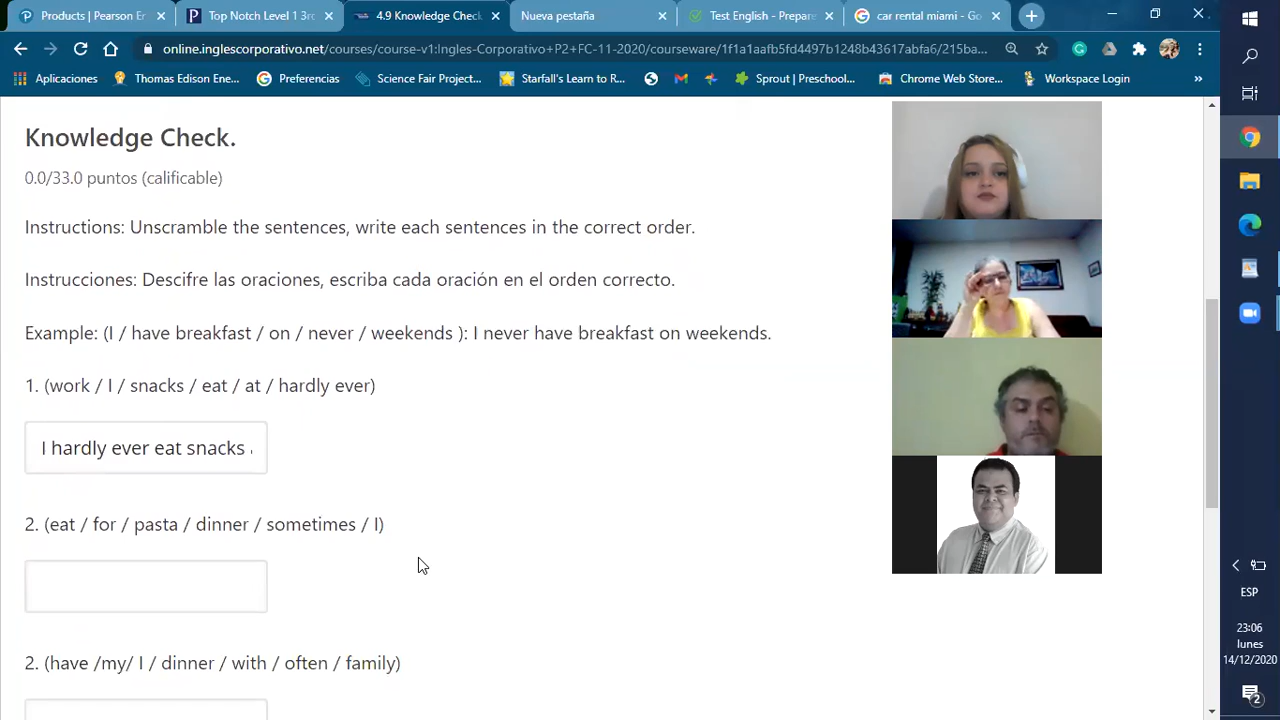 Products | Pearson Er
Top Notch Level 1 3rd
4.9 Knowledge Check
Nueva pestaña
Test English - Prepare
car rental miami - Go
online.inglescorporativo.net/courses/course-v1:Ingles-Corporativo+P2+FC-11-2020/courseware/1f1a1aafb5fd4497b1248b43617abfa6/215ba...
Aplicaciones
Thomas Edison Ene...
Preferencias
Science Fair Project...
Starfall's Learn to R...
Sprout | Preschool...
Chrome Web Store...
Workspace Login
»
Knowledge Check.
0.0/33.0 puntos (calificable)
Instructions: Unscramble the sentences, write each sentences in the correct order.
Instrucciones: Descifre las oraciones, escriba cada oración en el orden correcto.
Example: (I / have breakfast / on / never / weekends ): I never have breakfast on weekends.
1. (work / I / snacks / eat / at / hardly ever)
I hardly ever eat snacks
2. (eat / for / pasta / dinner / sometimes / I)
2. (have /my/ I / dinner / with / often / family)
ESP
23:06
lunes
14/12/2020
2